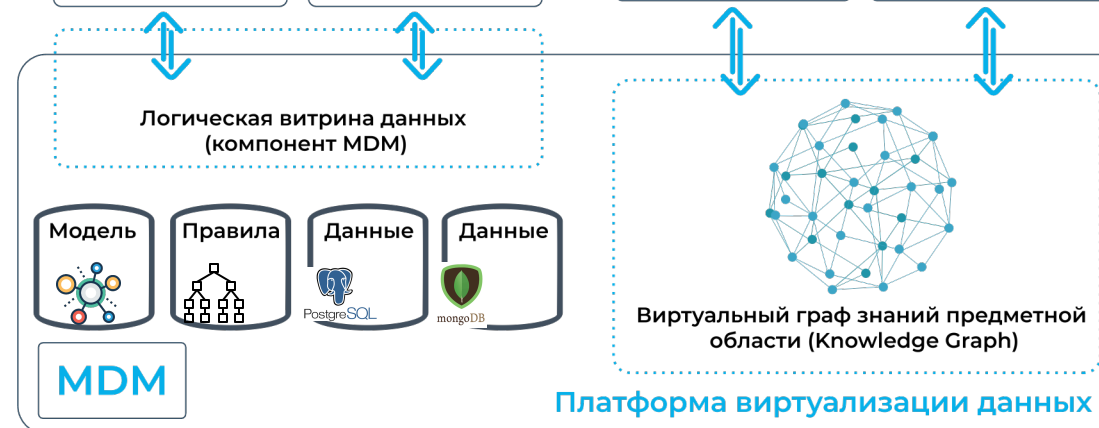 Логическая витрина данных
(компонент MDM)
Модель
Правила
Данные
Данные
PostgreSQL
mongoDB
MDM
Виртуальный граф знаний предметной
области (Knowledge Graph)
Платформа виртуализации данных